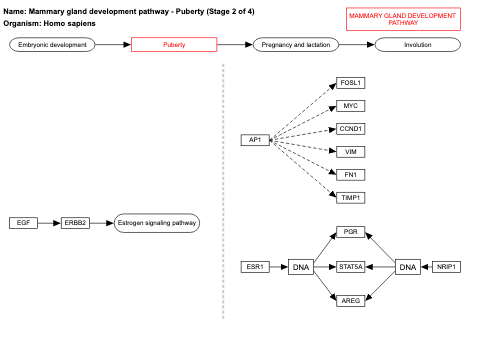 Name: Mammary gland development pathway - Puberty (Stage 2 of 4)
Organism: Homo sapiens
MAMMARY GLAND DEVELOPMENT
PATHWAY
Embryonic development
Puberty
Pregnancy and lactation
Involution
FOSL1
MYC
CCND1
AP1
VIM
FN1
TIMP1
EGF
ERBB2
Estrogen signaling pathway
PGR
ESR1
DNA
STAT5A
DNA
NRIP1
AREG